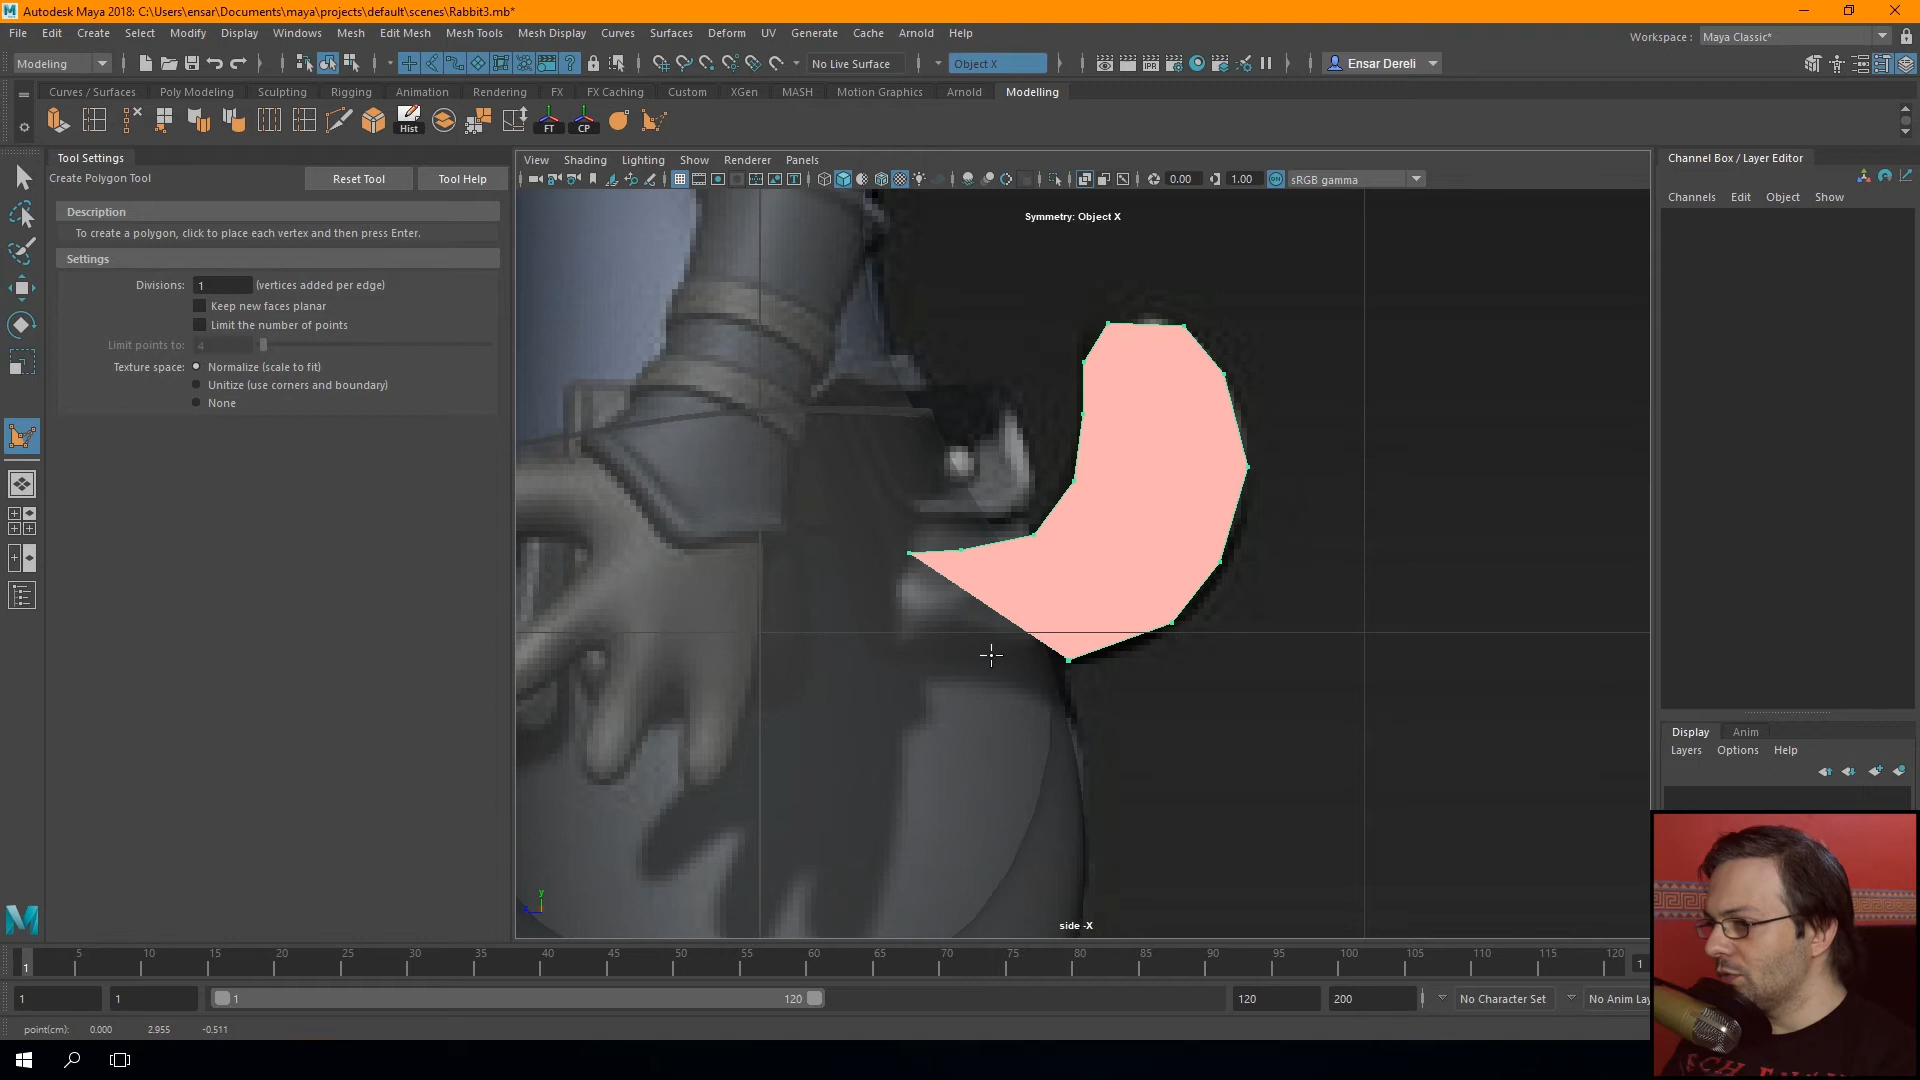 Autodesk Maya 2018: C:\Users\ensar\Documents\maya\projects\default\scenes\Rabbit3.mb*
File Edit Create Select Modify Display Windows Mesh Edit Mesh Mesh Tools Mesh Display Curves Surfaces Deform UV Generate Cache Arnold Help
Workspace : Maya Classic*
Modeling No Live Surface Object X Ensar Dereli
Curves / Surfaces Poly Modeling Sculpting Rigging Animation Rendering FX FX Caching Custom XGen MASH Motion Graphics Arnold Modelling
Hist FT CP
Tool Settings
Create Polygon Tool Reset Tool Tool Help
Description
To create a polygon, click to place each vertex and then press Enter.
Settings
Divisions: 1 (vertices added per edge)
Keep new faces planar
Limit the number of points
Limit points to: 4
Texture space: Normalize (scale to fit)
Unitize (use corners and boundary)
None
View Shading Lighting Show Renderer Panels
0.00 1.00 sRGB gamma
Symmetry: Object X
side -X
y
Channel Box / Layer Editor
Channels Edit Object Show
Display Anim
Layers Options Help
5 10 15 20 25 30 35 40 45 50 55 60 65 70 75 80 85 90 95 100 105 110 115 120
1 1
1 1 1 120 120 200 No Character Set No Anim Lay
point(cm): 0.000 2.955 -0.511